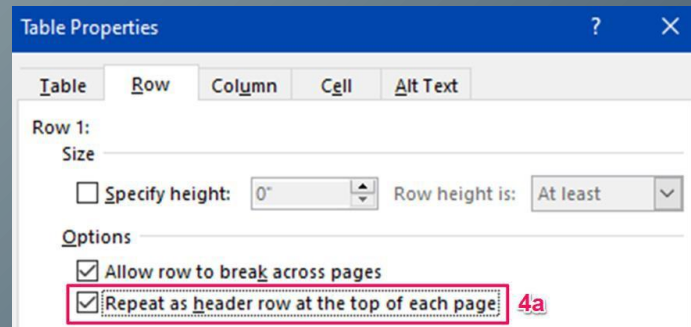 Table Properties ? ×
Table Row Column Cell Alt Text
Row 1:
Size
Specify height: 0" Row height is: At least
Options
Allow row to break across pages
Repeat as header row at the top of each page 4a